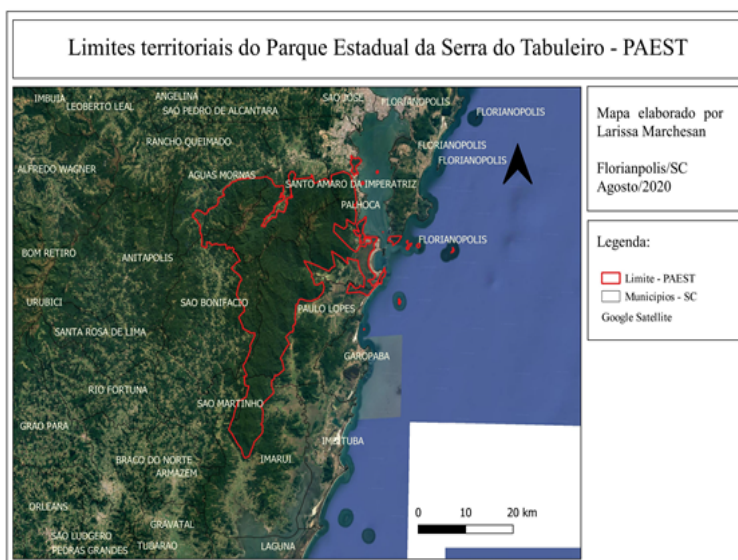 Limites territoriais do Parque Estadual da Serra do Tabuleiro - PAEST
IMBUIA
LEOBERTO LEAL
ANGELINA
SAO PEDRO DE ALCANTARA
SAO JOSE
FLORIANOPOLIS
FLORIANOPOLIS
RANCHO QUEIMADO
FLORIANOPOLIS
FLORIANOPOLIS
ALFREDO WAGNER
AGUAS MORNAS
SANTO AMARO DA IMPERATRIZ
PALHOCA
FLORIANOPOLIS
BOM RETIRO
ANITAPOLIS
URUBICI
SAO BONIFACIO
PAULO LOPES
SANTA ROSA DE LIMA
GAROPABA
RIO FORTUNA
SAO MARTINHO
GRAO PARA
IMBITUBA
BRACO DO NORTE
IMARUI
ARMAZEM
ORLEANS
GRAVATAL
SAO LUDGERO
TUBARAO
LAGUNA
PEDRAS GRANDES
0 10 20 km
Mapa elaborado por
Larissa Marchesan
Florianpolis/SC
Agosto/2020
Legenda:
Limite - PAEST
Municípios - SC
Google Satellite